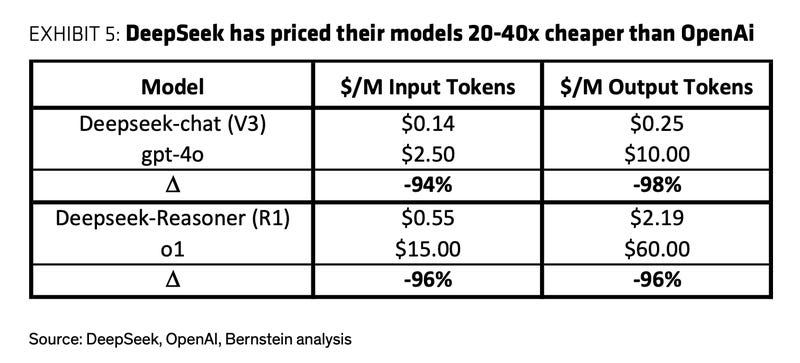 EXHIBIT 5: DeepSeek has priced their models 20-40x cheaper than OpenAi
Model $/M Input Tokens $/M Output Tokens
Deepseek-chat (V3) $0.14 $0.25
gpt-4o $2.50 $10.00
Δ -94% -98%
Deepseek-Reasoner (R1) $0.55 $2.19
o1 $15.00 $60.00
Δ -96% -96%
Source: DeepSeek, OpenAI, Bernstein analysis